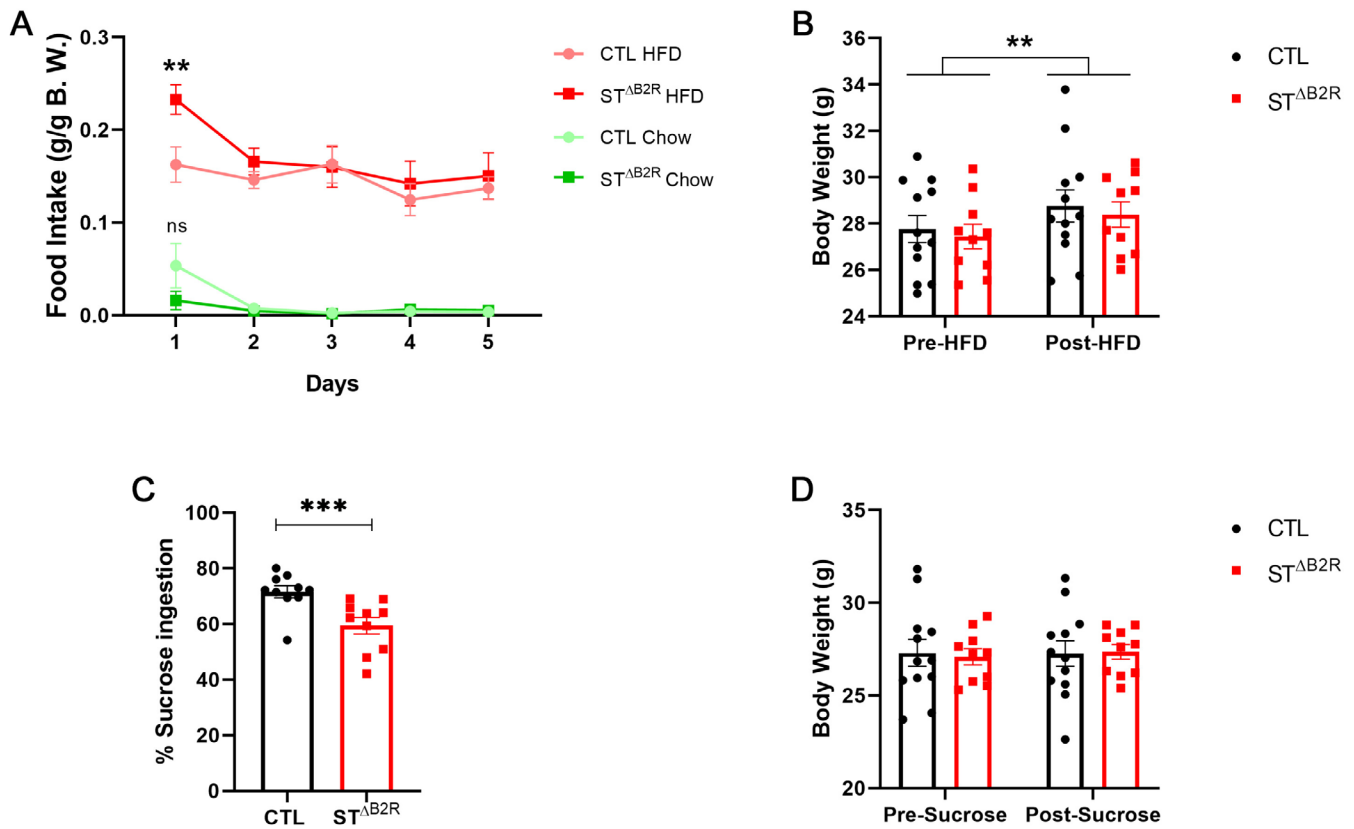 A
Food Intake (g/g B. W.)
0.3
0.2
0.1
0.0
**
ns
1 2 3 4 5
Days
CTL HFD
ST^ΔB2R HFD
CTL Chow
ST^ΔB2R Chow
B
Body Weight (g)
36
34
32
30
28
26
24
**
Pre-HFD Post-HFD
CTL
ST^ΔB2R
C
% Sucrose ingestion
100
80
60
40
20
0
***
CTL ST^ΔB2R
D
Body Weight (g)
35
30
25
20
Pre-Sucrose Post-Sucrose
CTL
ST^ΔB2R